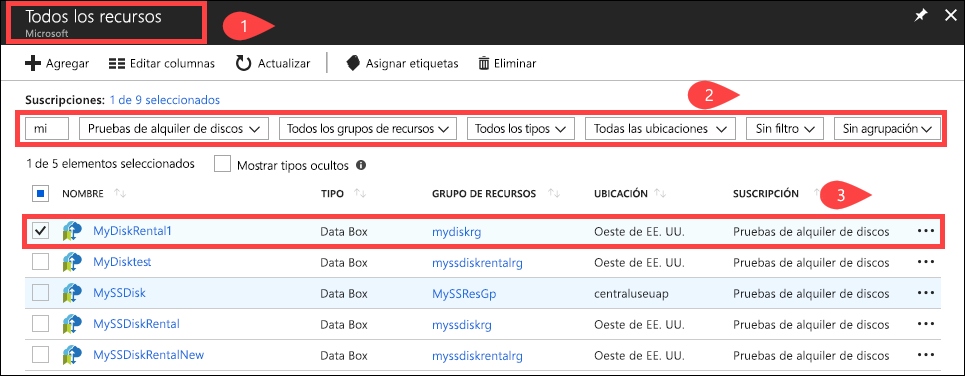 Todos los recursos
Microsoft
1
Agregar Editar columnas Actualizar Asignar etiquetas Eliminar
Suscripciones: 1 de 9 seleccionados
2
mi Pruebas de alquiler de discos Todos los grupos de recursos Todos los tipos Todas las ubicaciones Sin filtro Sin agrupación
1 de 5 elementos seleccionados Mostrar tipos ocultos
NOMBRE TIPO GRUPO DE RECURSOS UBICACIÓN SUSCRIPCIÓN
3
MyDiskRental1 Data Box mydiskrg Oeste de EE. UU. Pruebas de alquiler de discos
MyDisktest Data Box myssdiskrentalrg Oeste de EE. UU. Pruebas de alquiler de discos
MySSDisk Data Box MySSResGp centraluseuap Pruebas de alquiler de discos
MySSDiskRental Data Box mydiskrg Oeste de EE. UU. Pruebas de alquiler de discos
MySSDiskRentalNew Data Box myssdiskrentalrg Oeste de EE. UU. Pruebas de alquiler de discos